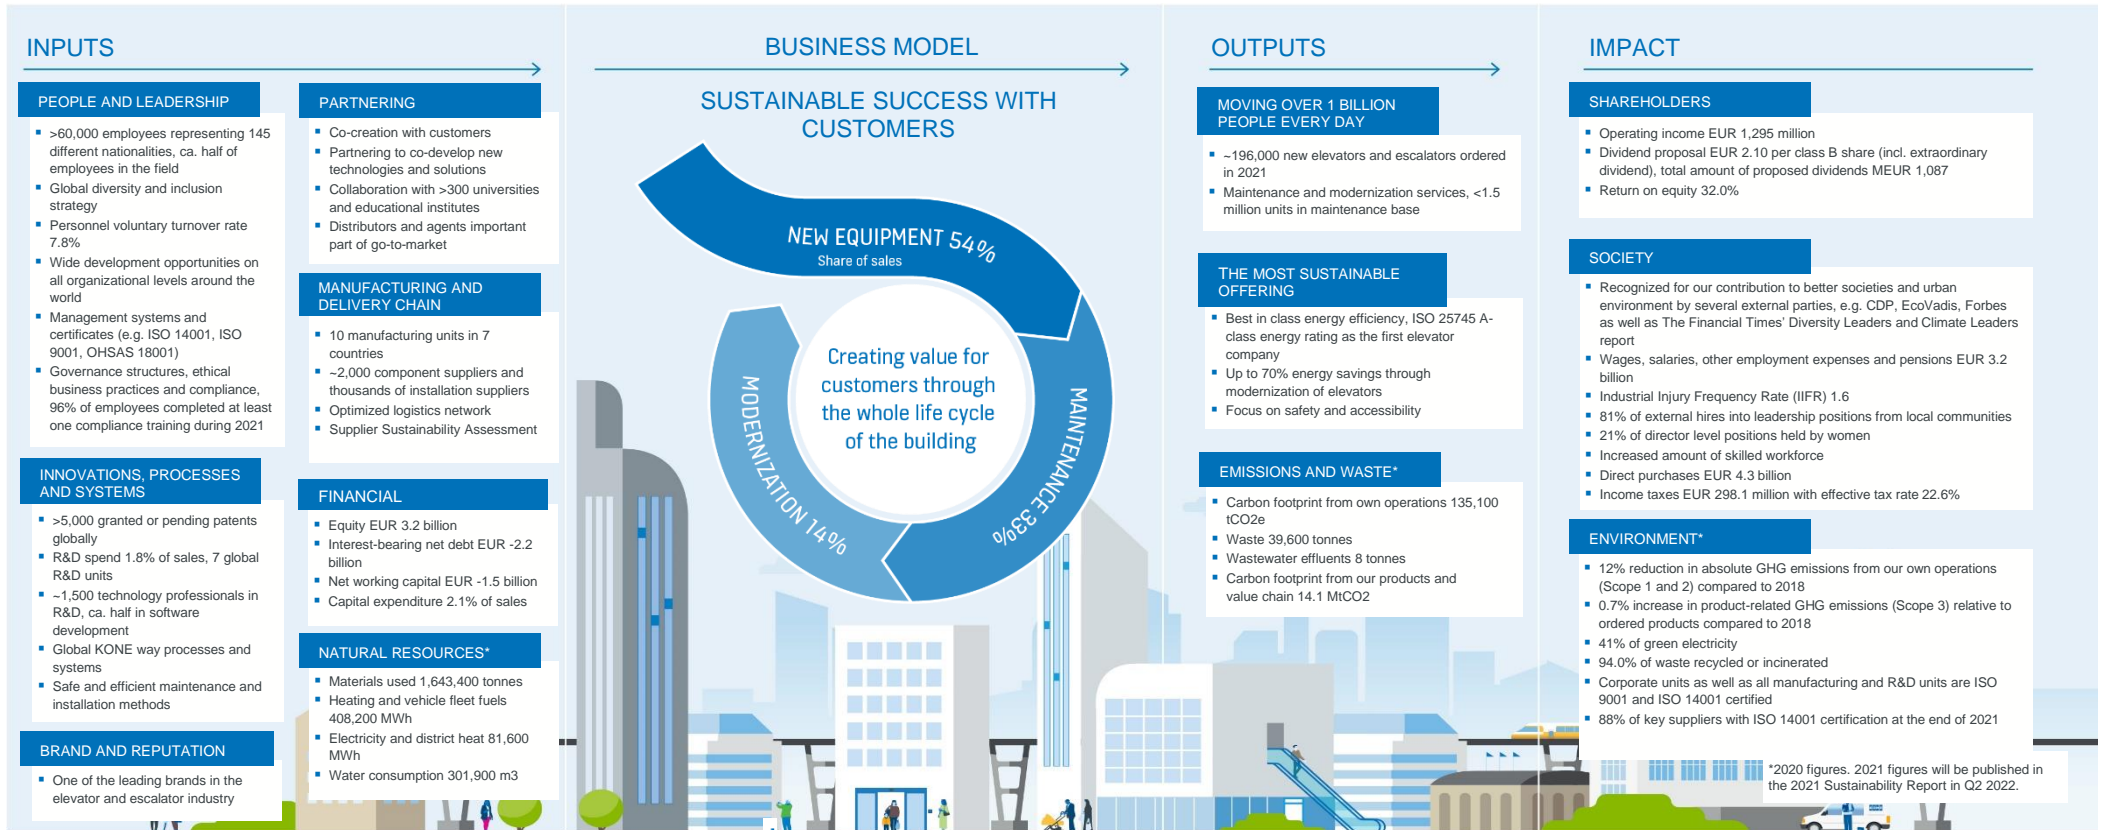 INPUTS
PEOPLE AND LEADERSHIP
>60,000 employees representing 145
different nationalities, ca. half of
employees in the field
Global diversity and inclusion
strategy
Personnel voluntary turnover rate
7.8%
Wide development opportunities on
all organizational levels around the
world
Management systems and
certificates (e.g. ISO 14001, ISO
9001, OHSAS 18001)
Governance structures, ethical
business practices and compliance,
96% of employees completed at least
one compliance training during 2021
INNOVATIONS, PROCESSES
AND SYSTEMS
>5,000 granted or pending patents
globally
R&D spend 1.8% of sales, 7 global
R&D units
~1,500 technology professionals in
R&D, ca. half in software
development
Global KONE way processes and
systems
Safe and efficient maintenance and
installation methods
BRAND AND REPUTATION
One of the leading brands in the
elevator and escalator industry
PARTNERING
Co-creation with customers
Partnering to co-develop new
technologies and solutions
Collaboration with >300 universities
and educational institutes
Distributors and agents important
part of go-to-market
MANUFACTURING AND
DELIVERY CHAIN
10 manufacturing units in 7
countries
~2,000 component suppliers and
thousands of installation suppliers
Optimized logistics network
Supplier Sustainability Assessment
FINANCIAL
Equity EUR 3.2 billion
Interest-bearing net debt EUR -2.2
billion
Net working capital EUR -1.5 billion
Capital expenditure 2.1% of sales
NATURAL RESOURCES*
Materials used 1,643,400 tonnes
Heating and vehicle fleet fuels
408,200 MWh
Electricity and district heat 81,600
MWh
Water consumption 301,900 m3
BUSINESS MODEL
SUSTAINABLE SUCCESS WITH
CUSTOMERS
NEW EQUIPMENT 54%
Share of sales
MAINTENANCE 33%
MODERNIZATION 14%
Creating value for
customers through
the whole life cycle
of the building
OUTPUTS
MOVING OVER 1 BILLION
PEOPLE EVERY DAY
~196,000 new elevators and escalators ordered
in 2021
Maintenance and modernization services, <1.5
million units in maintenance base
THE MOST SUSTAINABLE
OFFERING
Best in class energy efficiency, ISO 25745 A-
class energy rating as the first elevator
company
Up to 70% energy savings through
modernization of elevators
Focus on safety and accessibility
EMISSIONS AND WASTE*
Carbon footprint from own operations 135,100
tCO2e
Waste 39,600 tonnes
Wastewater effluents 8 tonnes
Carbon footprint from our products and
value chain 14.1 MtCO2
IMPACT
SHAREHOLDERS
Operating income EUR 1,295 million
Dividend proposal EUR 2.10 per class B share (incl. extraordinary
dividend), total amount of proposed dividends MEUR 1,087
Return on equity 32.0%
SOCIETY
Recognized for our contribution to better societies and urban
environment by several external parties, e.g. CDP, EcoVadis, Forbes
as well as The Financial Times' Diversity Leaders and Climate Leaders
report
Wages, salaries, other employment expenses and pensions EUR 3.2
billion
Industrial Injury Frequency Rate (IIFR) 1.6
81% of external hires into leadership positions from local communities
21% of director level positions held by women
Increased amount of skilled workforce
Direct purchases EUR 4.3 billion
Income taxes EUR 298.1 million with effective tax rate 22.6%
ENVIRONMENT*
12% reduction in absolute GHG emissions from our own operations
(Scope 1 and 2) compared to 2018
0.7% increase in product-related GHG emissions (Scope 3) relative to
ordered products compared to 2018
41% of green electricity
94.0% of waste recycled or incinerated
Corporate units as well as all manufacturing and R&D units are ISO
9001 and ISO 14001 certified
88% of key suppliers with ISO 14001 certification at the end of 2021
*2020 figures. 2021 figures will be published in
the 2021 Sustainability Report in Q2 2022.